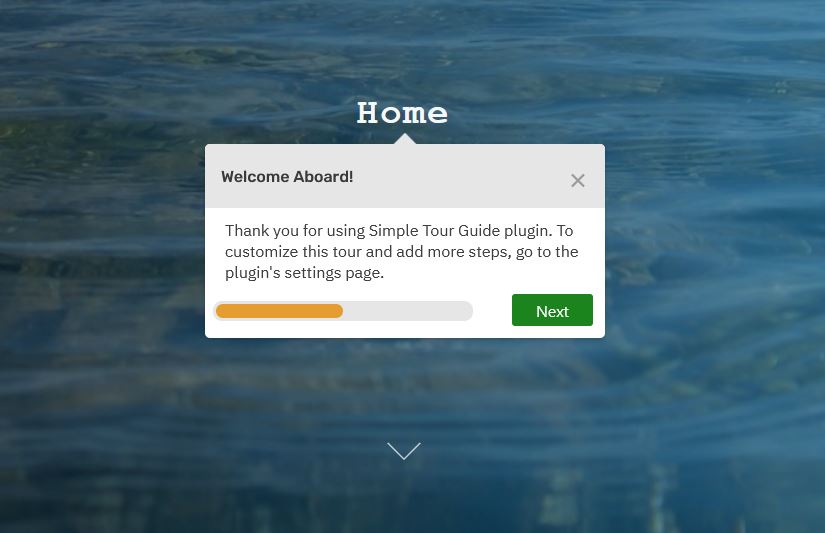 Home
Welcome Aboard!
Thank you for using Simple Tour Guide plugin. To
customize this tour and add more steps, go to the
plugin's settings page.
Next